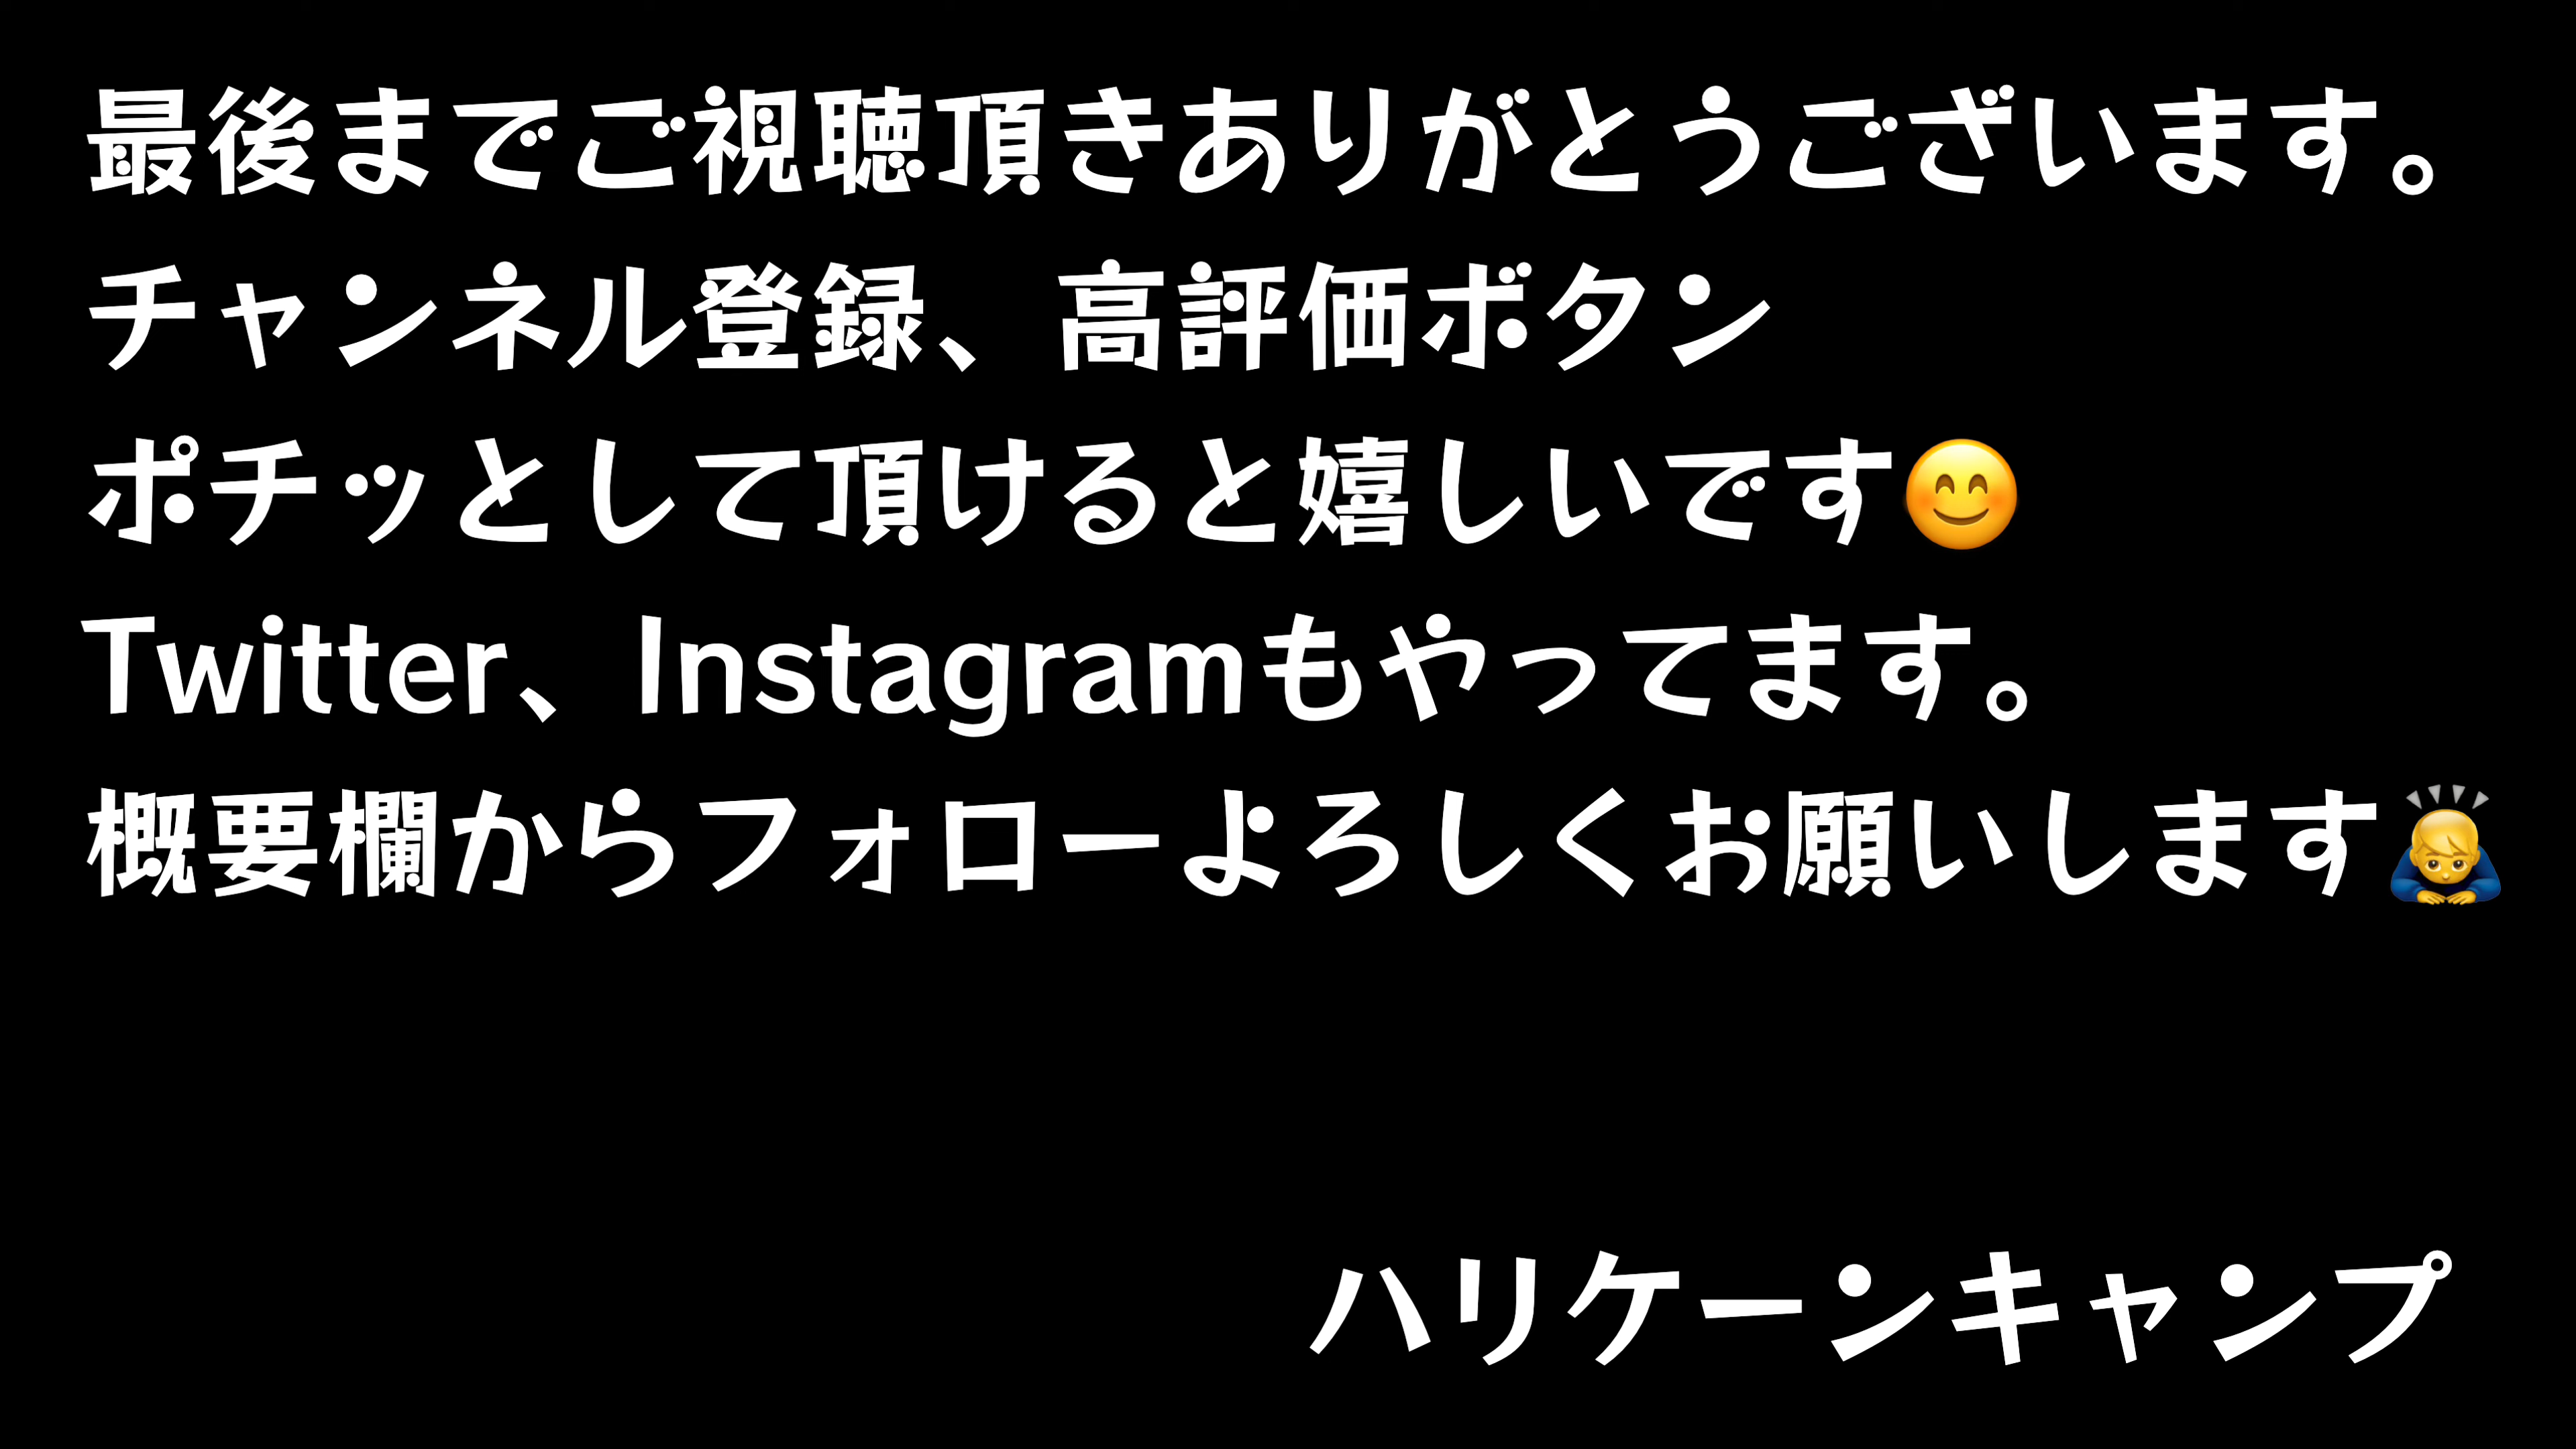 最後までご視聴頂きありがとうございます。
チャンネル登録、高評価ボタン
ポチッとして頂けると嬉しいです😊
Twitter、Instagramもやってます。
概要欄からフォローよろしくお願いします🙇‍♂️
ハリケーンキャンプ